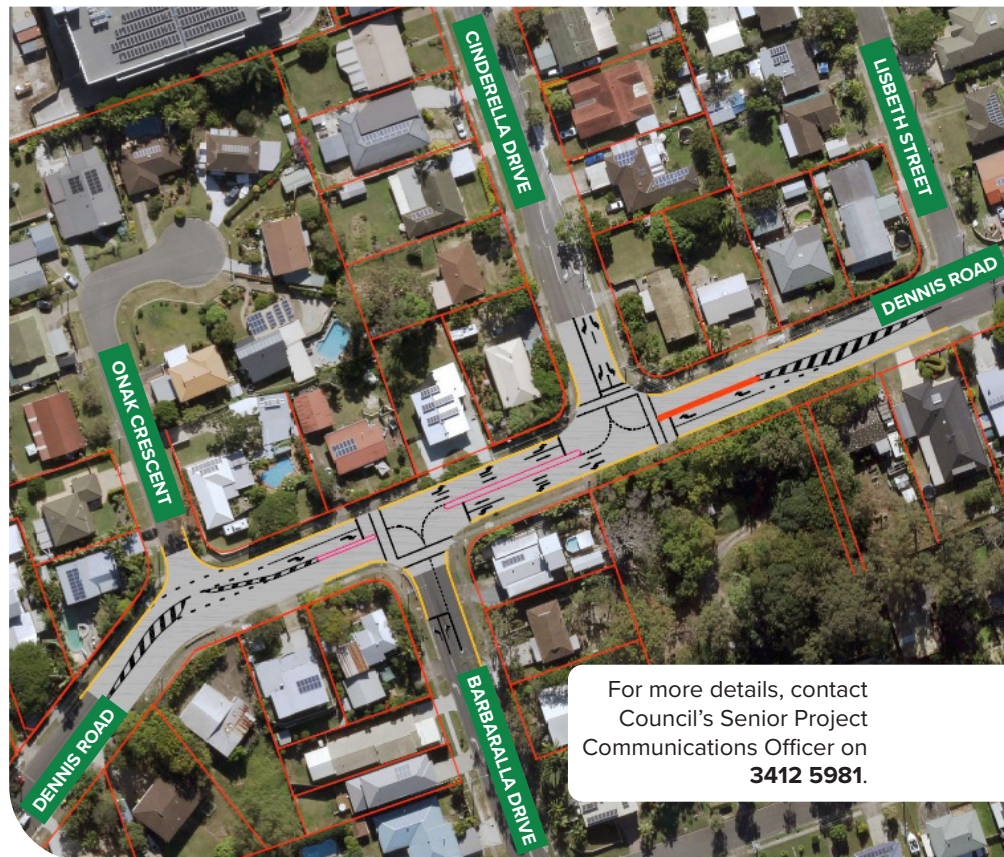 CINDERELLA DRIVE
LISBETH STREET
DENNIS ROAD
ONAK CRESCENT
DENNIS ROAD
BARBARALLA DRIVE
For more details, contact
Council’s Senior Project
Communications Officer on
3412 5981.